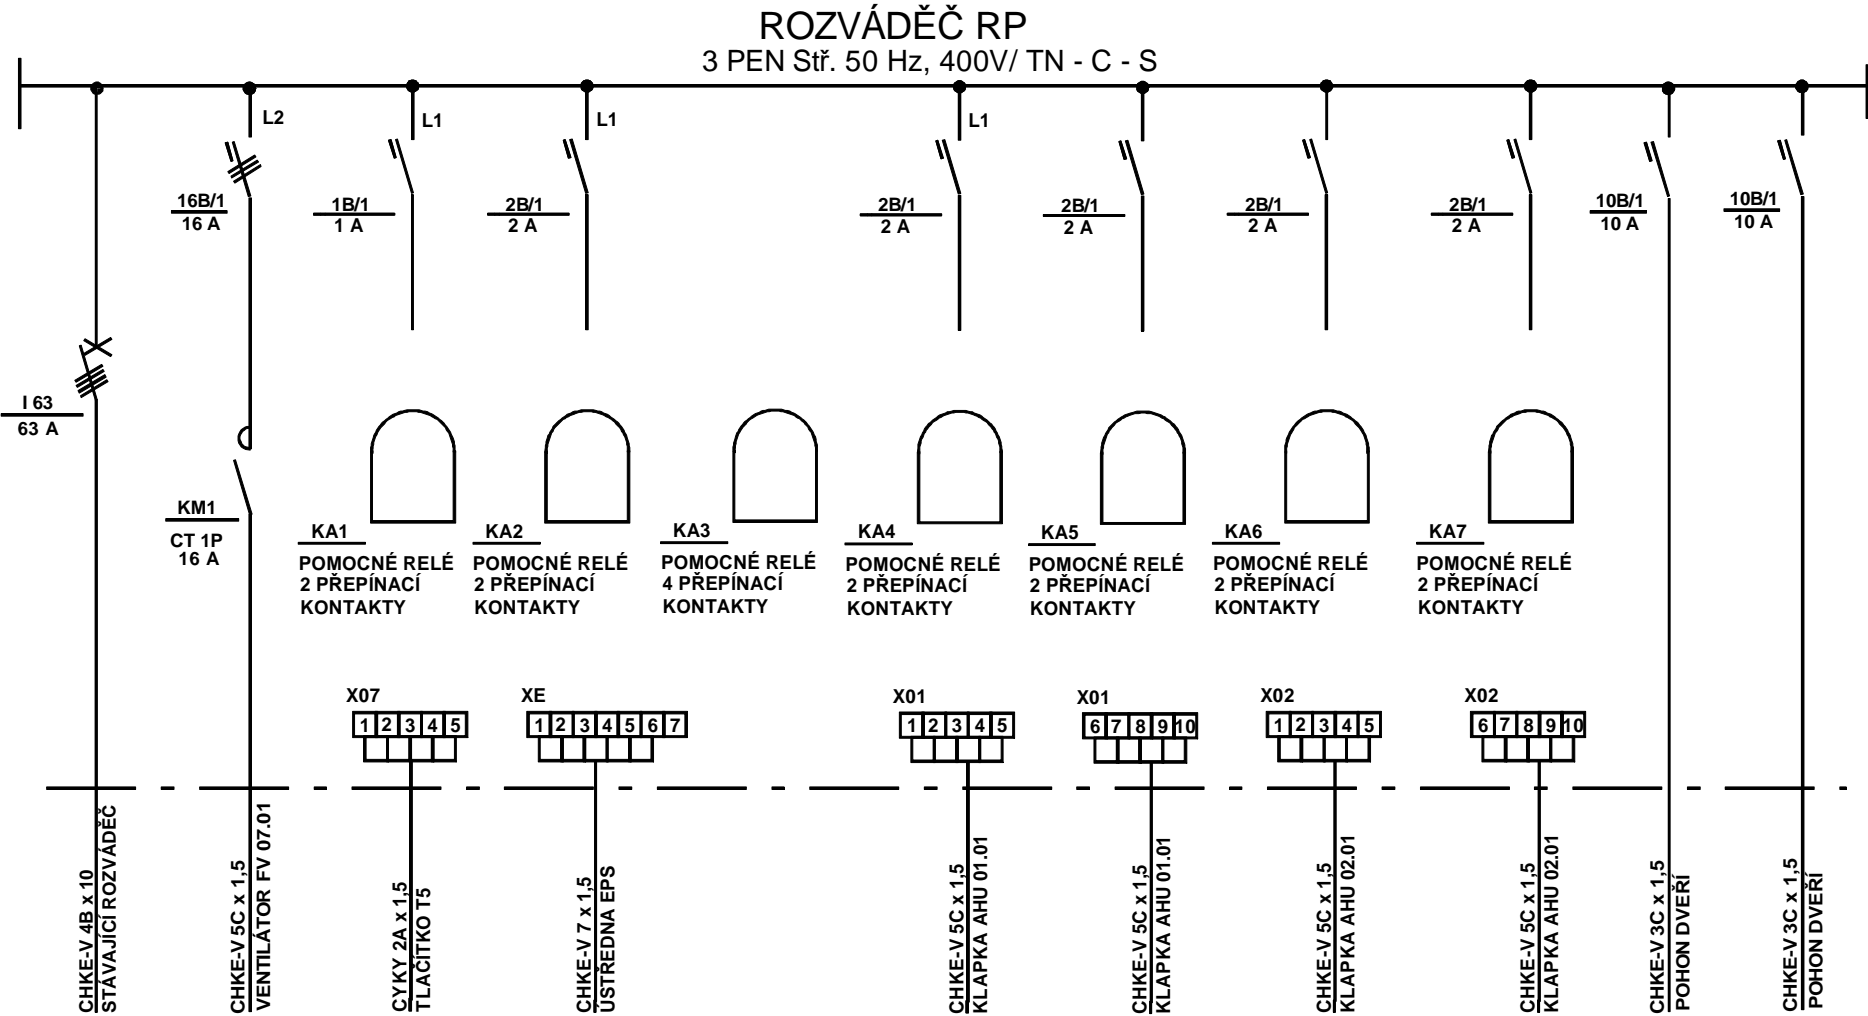 ROZVÁDĚČ RP
3 PEN Stř. 50 Hz, 400V/ TN - C - S
L2
L1
L1
L1
16B/1
16 A
1B/1
1 A
2B/1
2 A
2B/1
2 A
2B/1
2 A
2B/1
2 A
2B/1
2 A
10B/1
10 A
10B/1
10 A
I 63
63 A
KM1
CT 1P
16 A
KA1
POMOCNÉ RELÉ
2 PŘEPÍNACÍ
KONTAKTY
KA2
POMOCNÉ RELÉ
2 PŘEPÍNACÍ
KONTAKTY
KA3
POMOCNÉ RELÉ
4 PŘEPÍNACÍ
KONTAKTY
KA4
POMOCNÉ RELÉ
2 PŘEPÍNACÍ
KONTAKTY
KA5
POMOCNÉ RELÉ
2 PŘEPÍNACÍ
KONTAKTY
KA6
POMOCNÉ RELÉ
2 PŘEPÍNACÍ
KONTAKTY
KA7
POMOCNÉ RELÉ
2 PŘEPÍNACÍ
KONTAKTY
X07
1 2 3 4 5
XE
1 2 3 4 5 6 7
X01
1 2 3 4 5
X01
6 7 8 9 10
X02
1 2 3 4 5
X02
6 7 8 9 10
CHKE-V 4B x 10
STÁVAJÍCÍ ROZVÁDĚČ
CHKE-V 5C x 1,5
VENTILÁTOR FV 07.01
CYKY 2A x 1,5
TLAČÍTKO T5
CHKE-V 7 x 1,5
ÚSTŘEDNA EPS
CHKE-V 5C x 1,5
KLAPKA AHU 01.01
CHKE-V 5C x 1,5
KLAPKA AHU 01.01
CHKE-V 5C x 1,5
KLAPKA AHU 02.01
CHKE-V 5C x 1,5
KLAPKA AHU 02.01
CHKE-V 3C x 1,5
POHON DVEŘÍ
CHKE-V 3C x 1,5
POHON DVEŘÍ